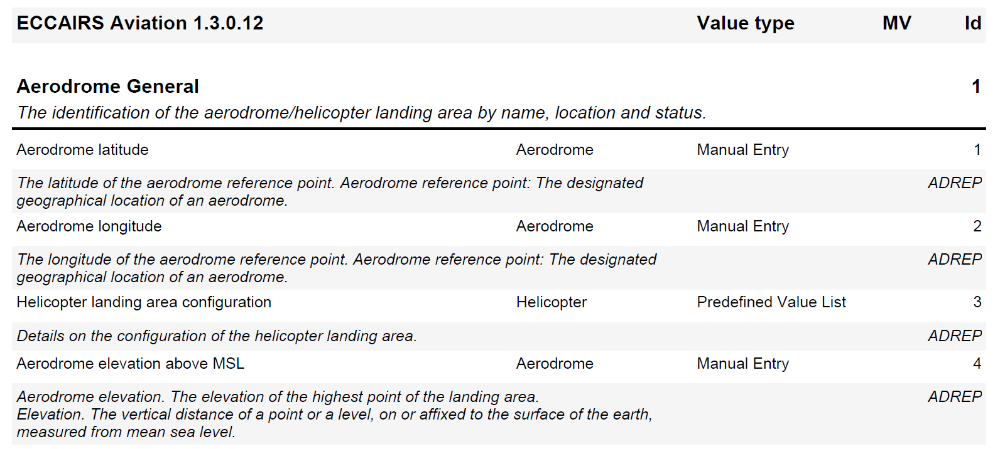 ECCAIRS Aviation 1.3.0.12 Value type MV Id
Aerodrome General 1
The identification of the aerodrome/helicopter landing area by name, location and status.
Aerodrome latitude Aerodrome Manual Entry 1
The latitude of the aerodrome reference point. Aerodrome reference point: The designated ADREP
geographical location of an aerodrome.
Aerodrome longitude Aerodrome Manual Entry 2
The longitude of the aerodrome reference point. Aerodrome reference point: The designated ADREP
geographical location of an aerodrome.
Helicopter landing area configuration Helicopter Predefined Value List 3
Details on the configuration of the helicopter landing area. ADREP
Aerodrome elevation above MSL Aerodrome Manual Entry 4
Aerodrome elevation. The elevation of the highest point of the landing area. ADREP
Elevation. The vertical distance of a point or a level, on or affixed to the surface of the earth,
measured from mean sea level.